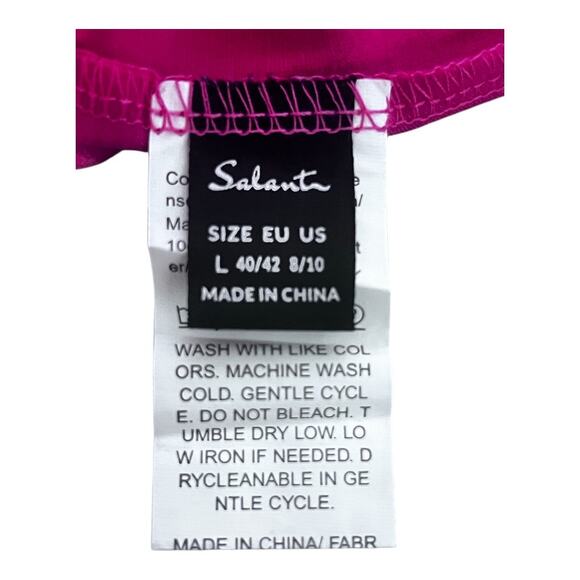 Salanti
SIZE EU US
L 40/42 8/10
MADE IN CHINA
WASH WITH LIKE COL
ORS. MACHINE WASH
COLD. GENTLE CYCL
E. DO NOT BLEACH. T
UMBLE DRY LOW. LO
W IRON IF NEEDED. D
RYCLEANABLE IN GE
NTLE CYCLE.
MADE IN CHINA/ FABR